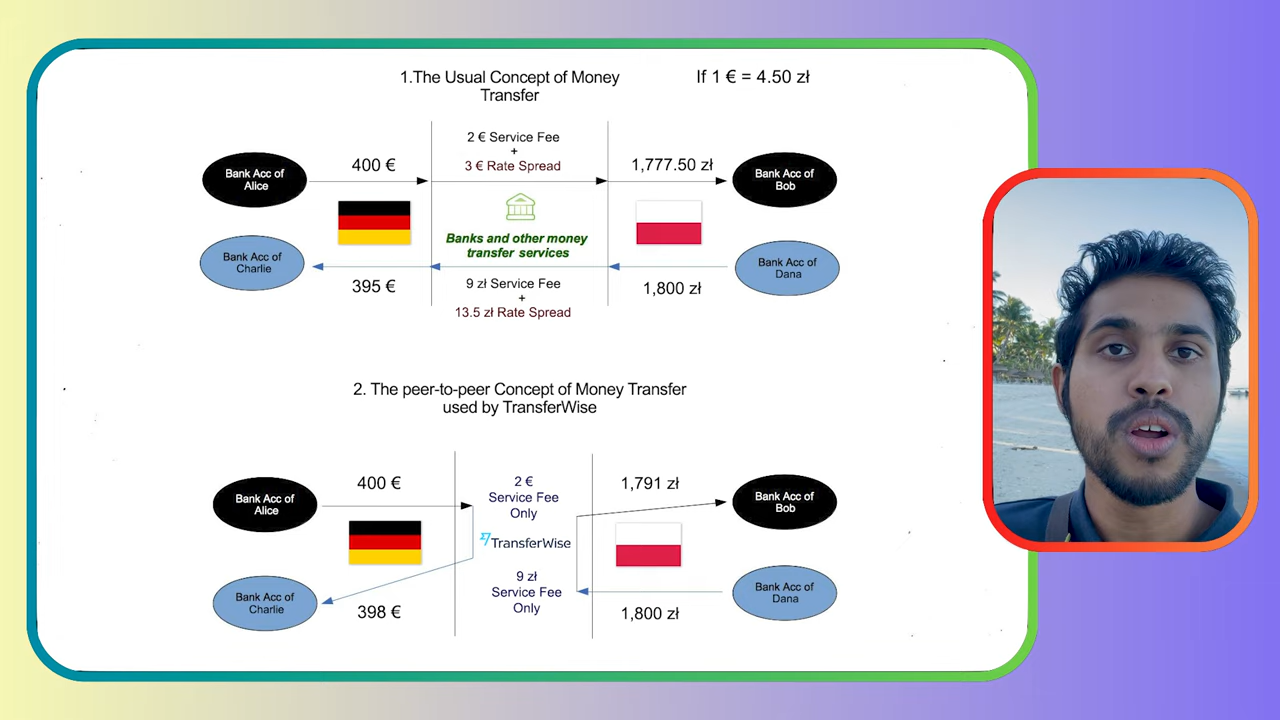 1.The Usual Concept of Money
Transfer
If 1 € = 4.50 zł
2 € Service Fee
+
3 € Rate Spread
Bank Acc of
Alice
400 €
1,777.50 zł
Bank Acc of
Bob
Banks and other money
transfer services
Bank Acc of
Charlie
395 €
9 zł Service Fee
+
13.5 zł Rate Spread
1,800 zł
Bank Acc of
Dana
2. The peer-to-peer Concept of Money Transfer
used by TransferWise
Bank Acc of
Alice
400 €
2 €
Service Fee
Only
1,791 zł
Bank Acc of
Bob
TransferWise
Bank Acc of
Charlie
398 €
9 zł
Service Fee
Only
1,800 zł
Bank Acc of
Dana